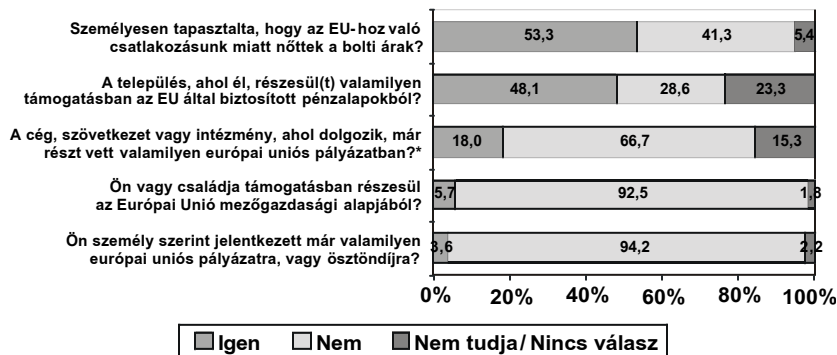 Személyesen tapasztalta, hogy az EU-hoz való
csatlakozásunk miatt nőttek a bolti árak?
53,3 41,3 5,4
A település, ahol él, részesül(t) valamilyen
támogatásban az EU által biztosított pénzalapokból?
48,1 28,6 23,3
A cég, szövetkezet vagy intézmény, ahol dolgozik, már
részt vett valamilyen európai uniós pályázatban?*
18,0 66,7 15,3
Ön vagy családja támogatásban részesül
az Európai Unió mezőgazdasági alapjából?
5,7 92,5 1,8
Ön személy szerint jelentkezett már valamilyen
európai uniós pályázatra, vagy ösztöndíjra?
3,6 94,2 2,2
0% 20% 40% 60% 80% 100%
Igen Nem Nem tudja/ Nincs válasz